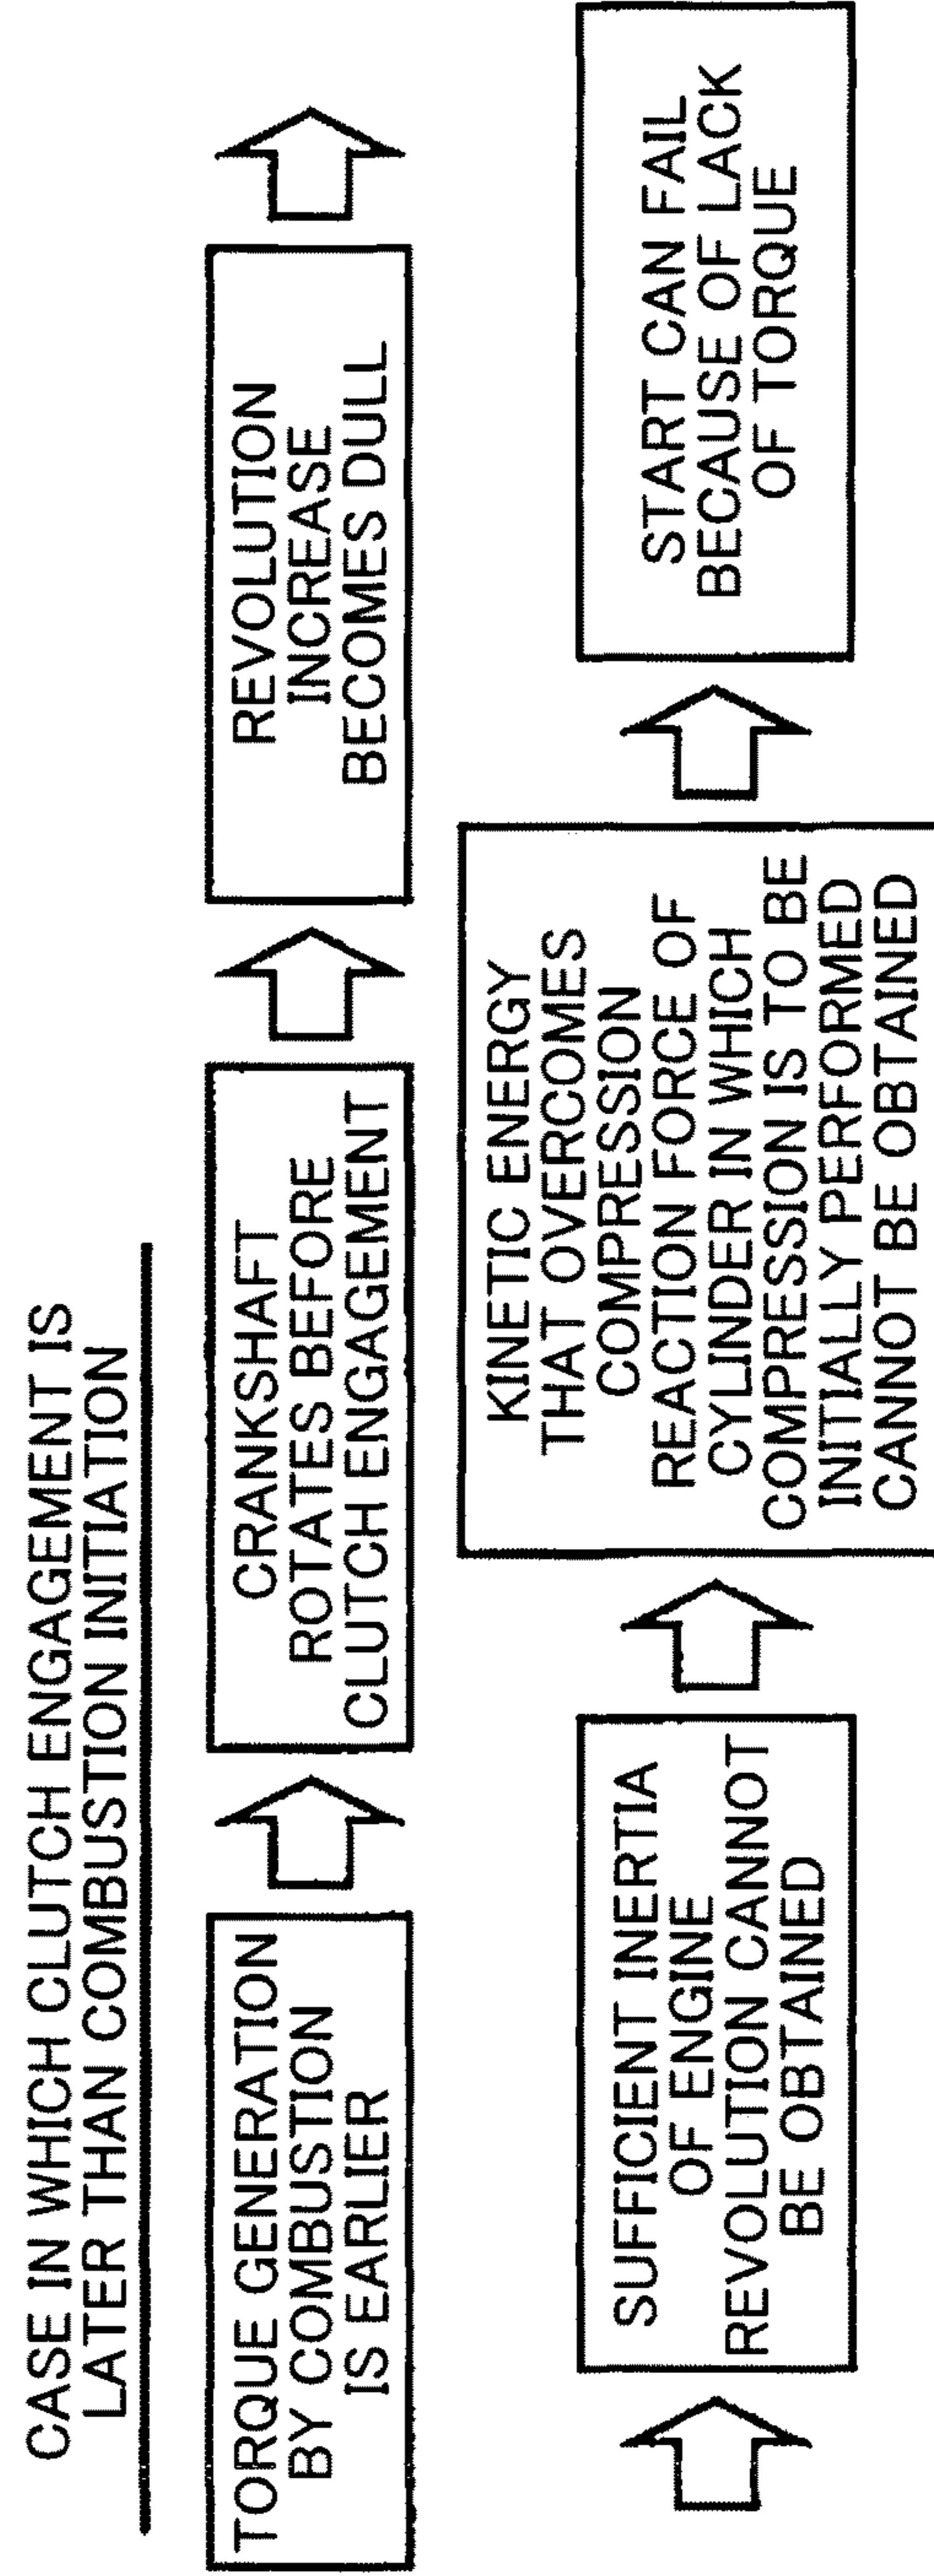 CASE IN WHICH CLUTCH ENGAGEMENT IS
LATER THAN COMBUSTION INITIATION
TORQUE GENERATION
BY COMBUSTION
IS EARLIER
CRANKSHAFT
ROTATES BEFORE
CLUTCH ENGAGEMENT
REVOLUTION
INCREASE
BECOMES DULL
SUFFICIENT INERTIA
OF ENGINE
REVOLUTION CANNOT
BE OBTAINED
KINETIC ENERGY
THAT OVERCOMES
COMPRESSION
REACTION FORCE OF
CYLINDER IN WHICH
COMPRESSION IS TO BE
INITIALLY PERFORMED
CANNOT BE OBTAINED
START CAN FAIL
BECAUSE OF LACK
OF TORQUE